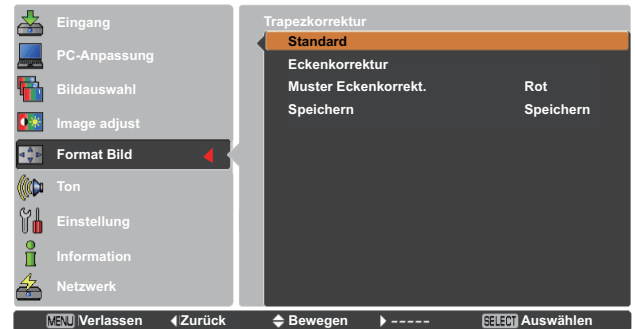 Eingang
PC-Anpassung
Bildauswahl
Image adjust
Format Bild
Ton
Einstellung
Information
Netzwerk
Trapezkorrektur
Standard
Eckenkorrektur
Muster Eckenkorrekt. Rot
Speichern Speichern
MENU Verlassen Zurück Bewegen ----- SELECT Auswählen